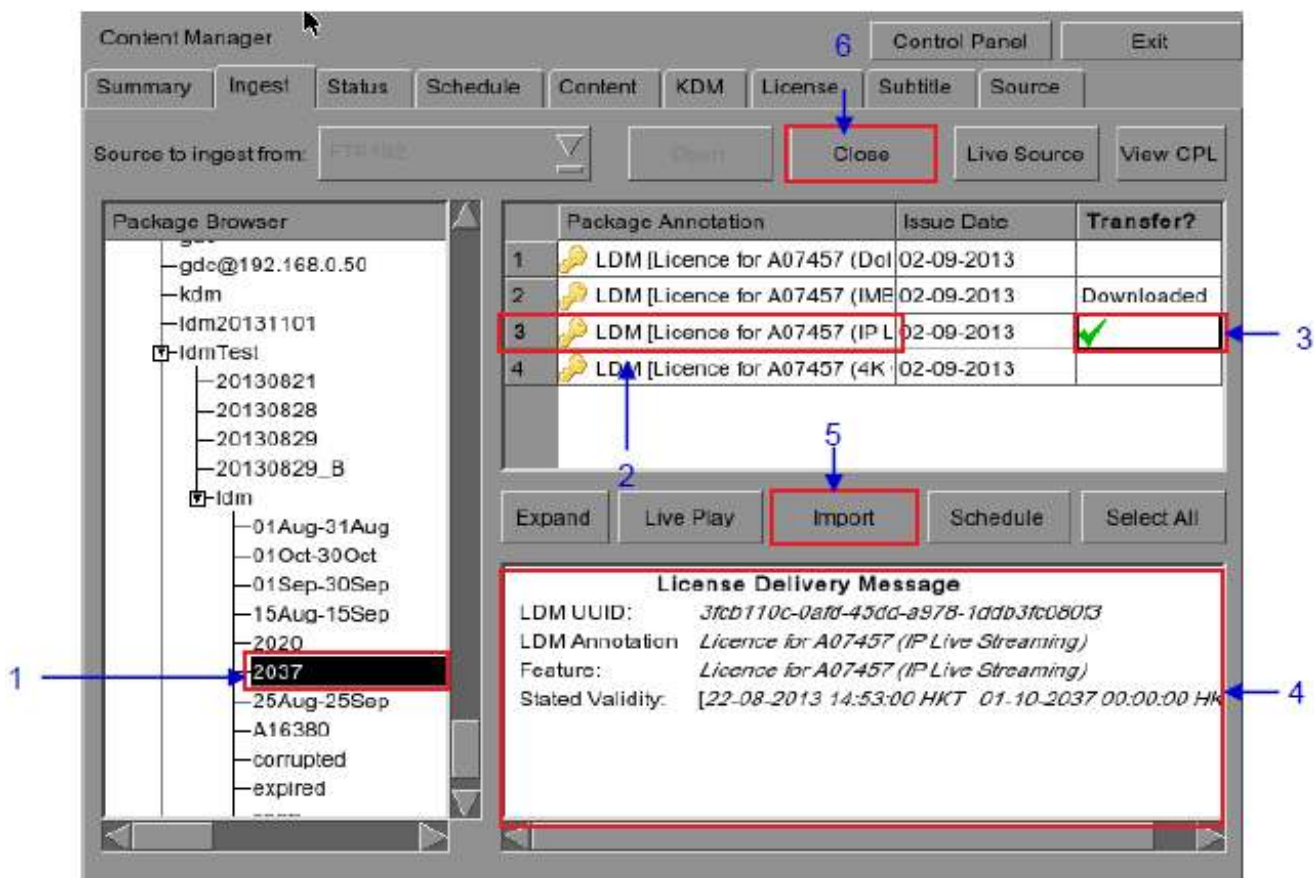 Content Manager
6
Control Panel
Exit
Summary
Ingest
Status
Schedule
Content
KDM
License
Subtitle
Source
Source to ingest from:
Open
Close
Live Source
View CPL
Package Browser
gdc@192.168.0.50
kdm
ldm20131101
ldmTest
20130821
20130828
20130829
20130829_B
ldm
01Aug-31Aug
01Oct-30Oct
01Sep-30Sep
15Aug-15Sep
2020
1
2037
25Aug-25Sep
A16380
corrupted
expired
Package Annotation Issue Date Transfer?
1 LDM [Licence for A07457 (Dol 02-09-2013
2 LDM [Licence for A07457 (IMB 02-09-2013 Downloaded
3 LDM [Licence for A07457 (IP L 02-09-2013
3
4 LDM [Licence for A07457 (4K 02-09-2013
2
5
Expand
Live Play
Import
Schedule
Select All
License Delivery Message
LDM UUID: 3fcb110c-0afd-45dd-a978-1ddb3fc080f3
LDM Annotation Licence for A07457 (IP Live Streaming)
Feature: Licence for A07457 (IP Live Streaming)
Stated Validity: [22-08-2013 14:53:00 HKT 01-10-2037 00:00:00 HK
4